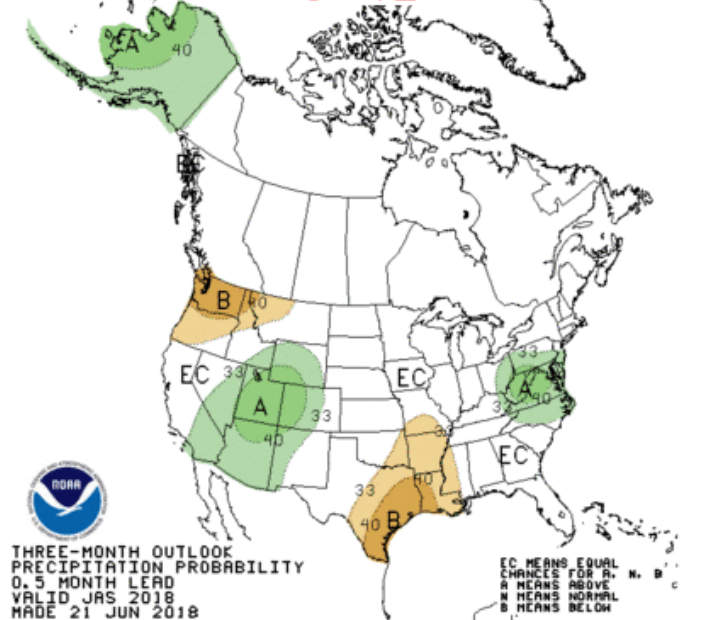 A
40
EC
B
40
EC
33
EC
33
A
A
40
33
33
33
40
EC
40
33
40
B
NOAA
THREE-MONTH OUTLOOK
PRECIPITATION PROBABILITY
0.5 MONTH LEAD
VALID JAS 2018
MADE 21 JUN 2018
EC MEANS EQUAL
CHANCES FOR A, N, B
A MEANS ABOVE
N MEANS NORMAL
B MEANS BELOW